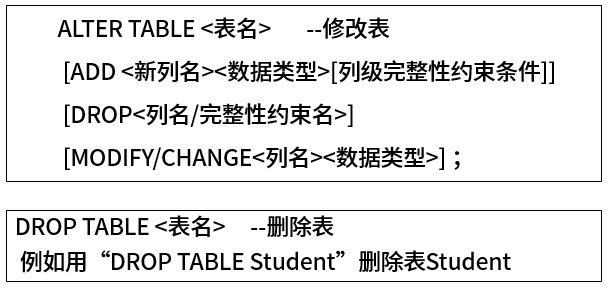 ALTER TABLE <表名> --修改表
[ADD <新列名><数据类型>[列级完整性约束条件]]
[DROP<列名/完整性约束名>]
[MODIFY/CHANGE<列名><数据类型>] ；
DROP TABLE <表名> --删除表
例如用“DROP TABLE Student”删除表Student